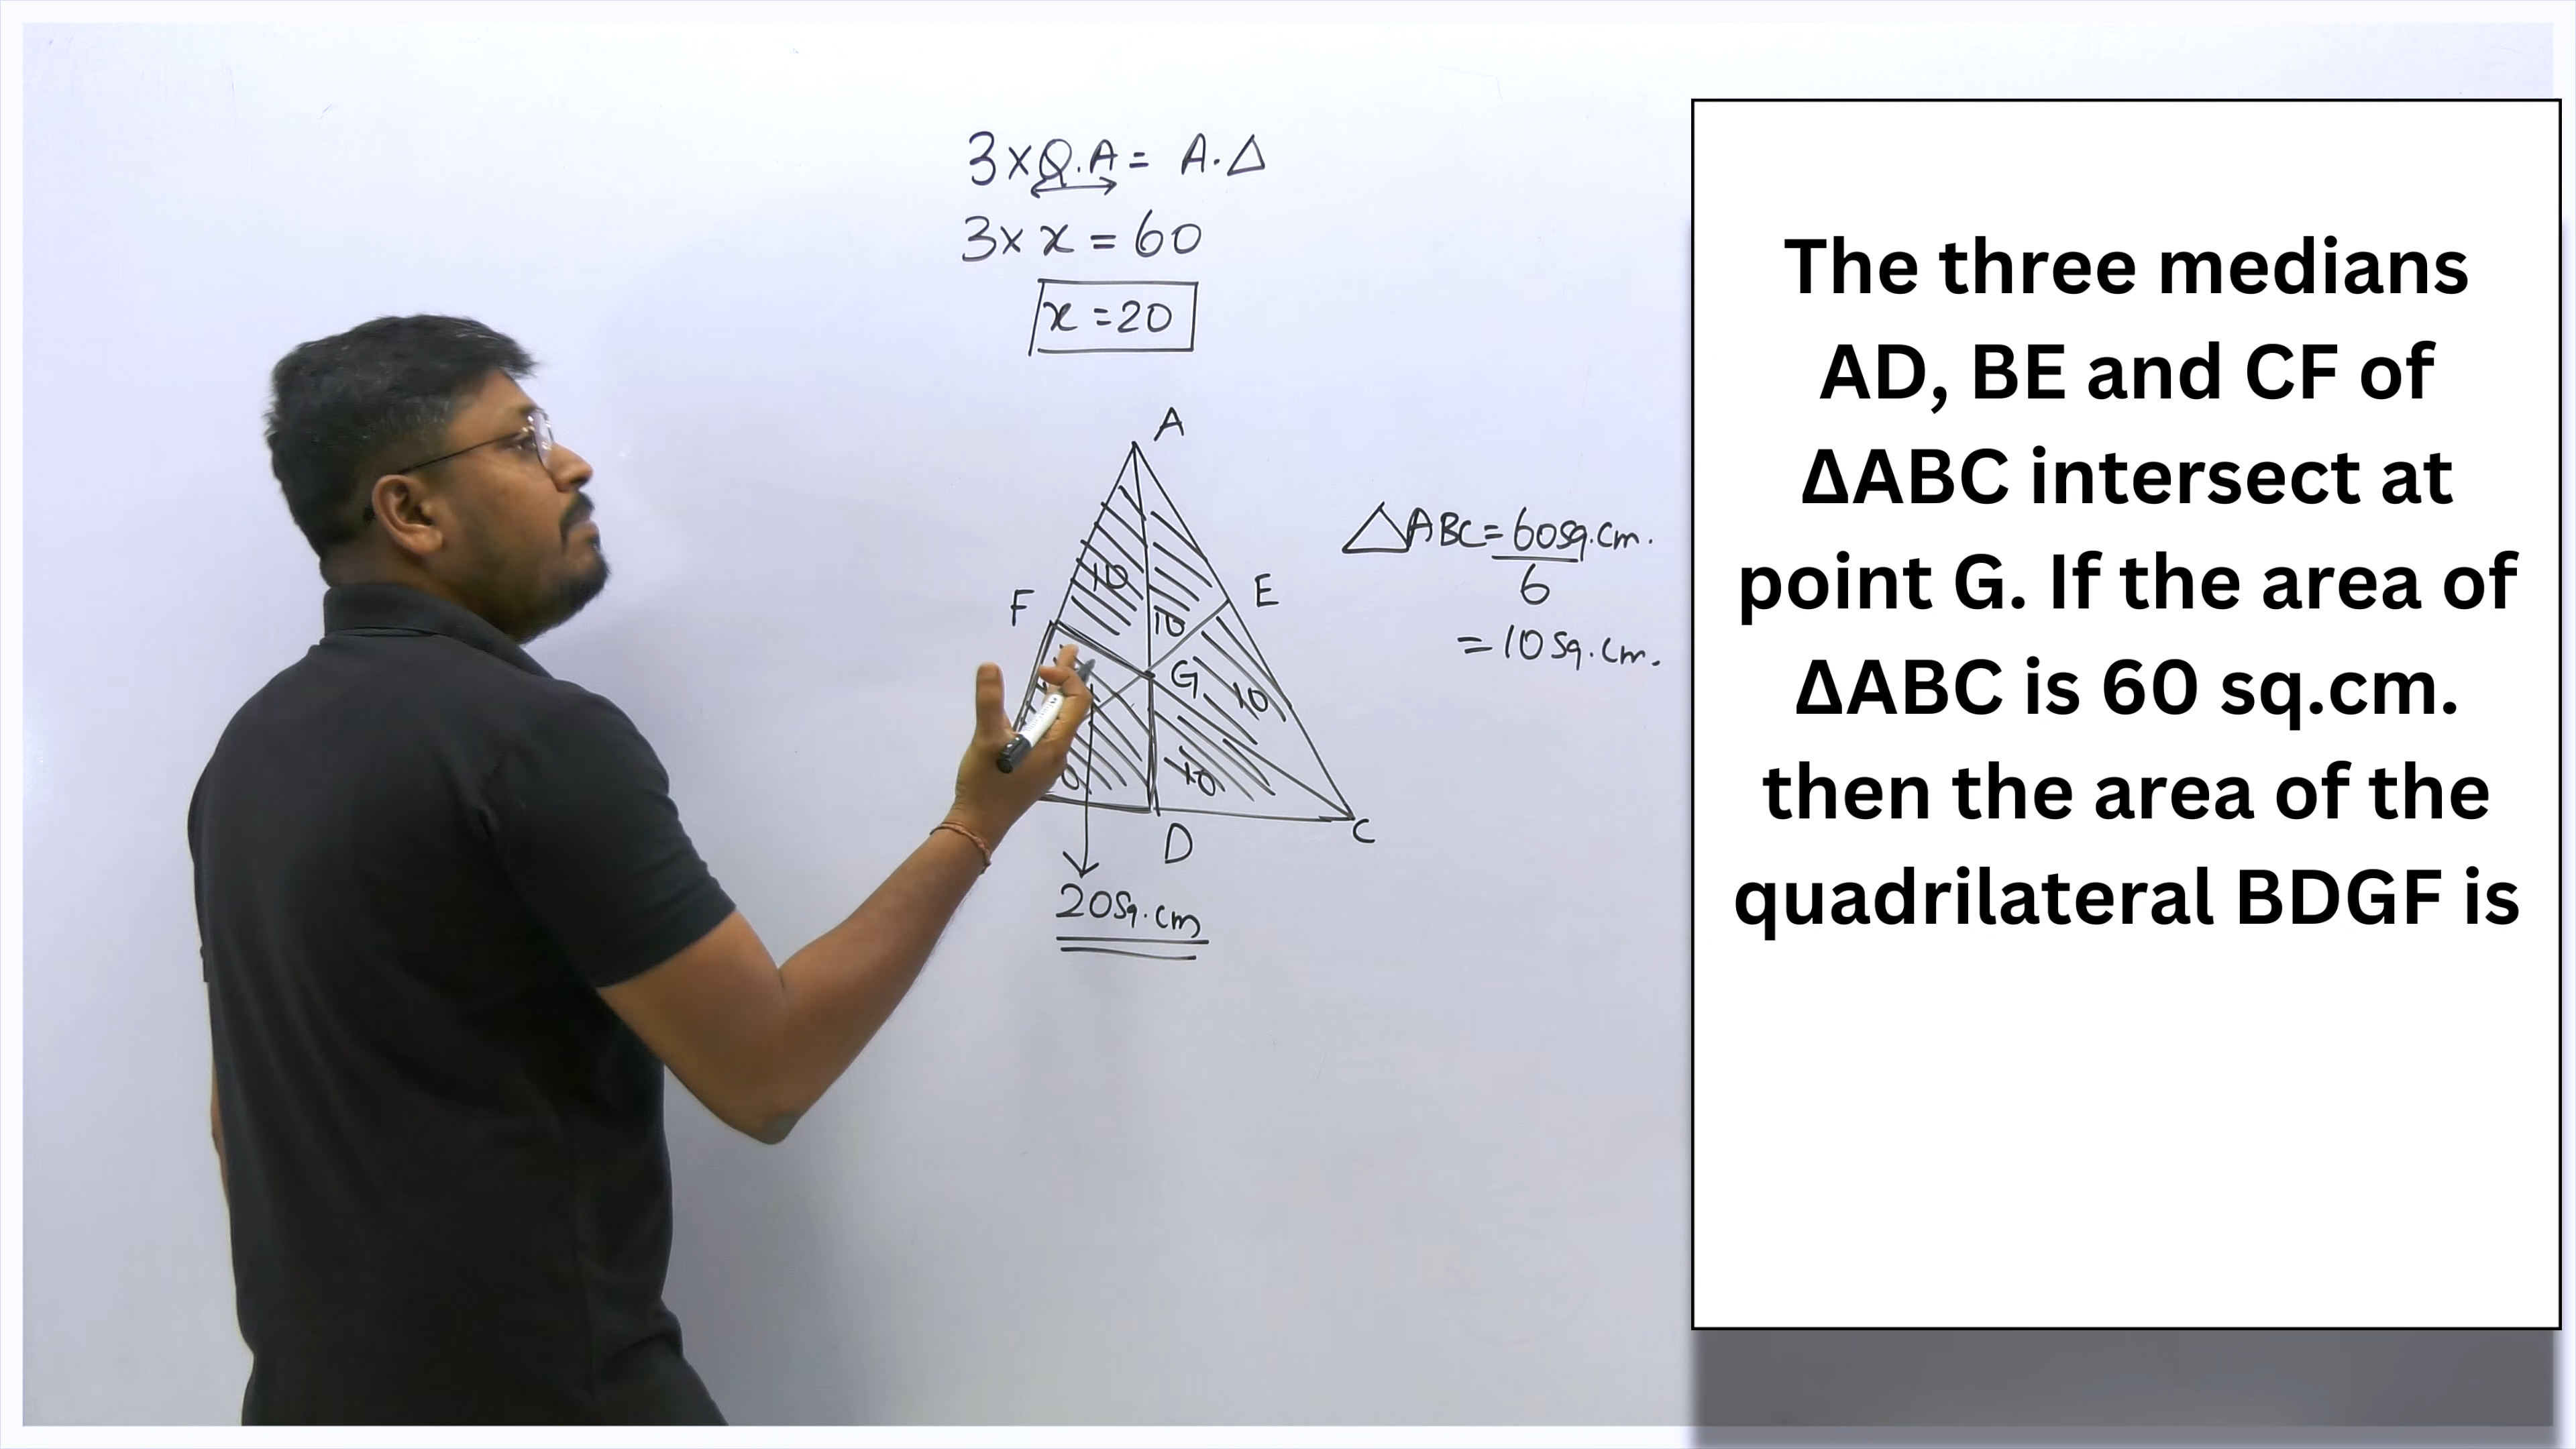 3×Q.A = A.Δ
3× x = 60
x = 20
A
F
E
G
D
C
10
10
10
10
0
20Sq.cm
△ABC = 60sq.cm.
6
= 10 Sq.cm.
The three medians
AD, BE and CF of
ΔABC intersect at
point G. If the area of
ΔABC is 60 sq.cm.
then the area of the
quadrilateral BDGF is